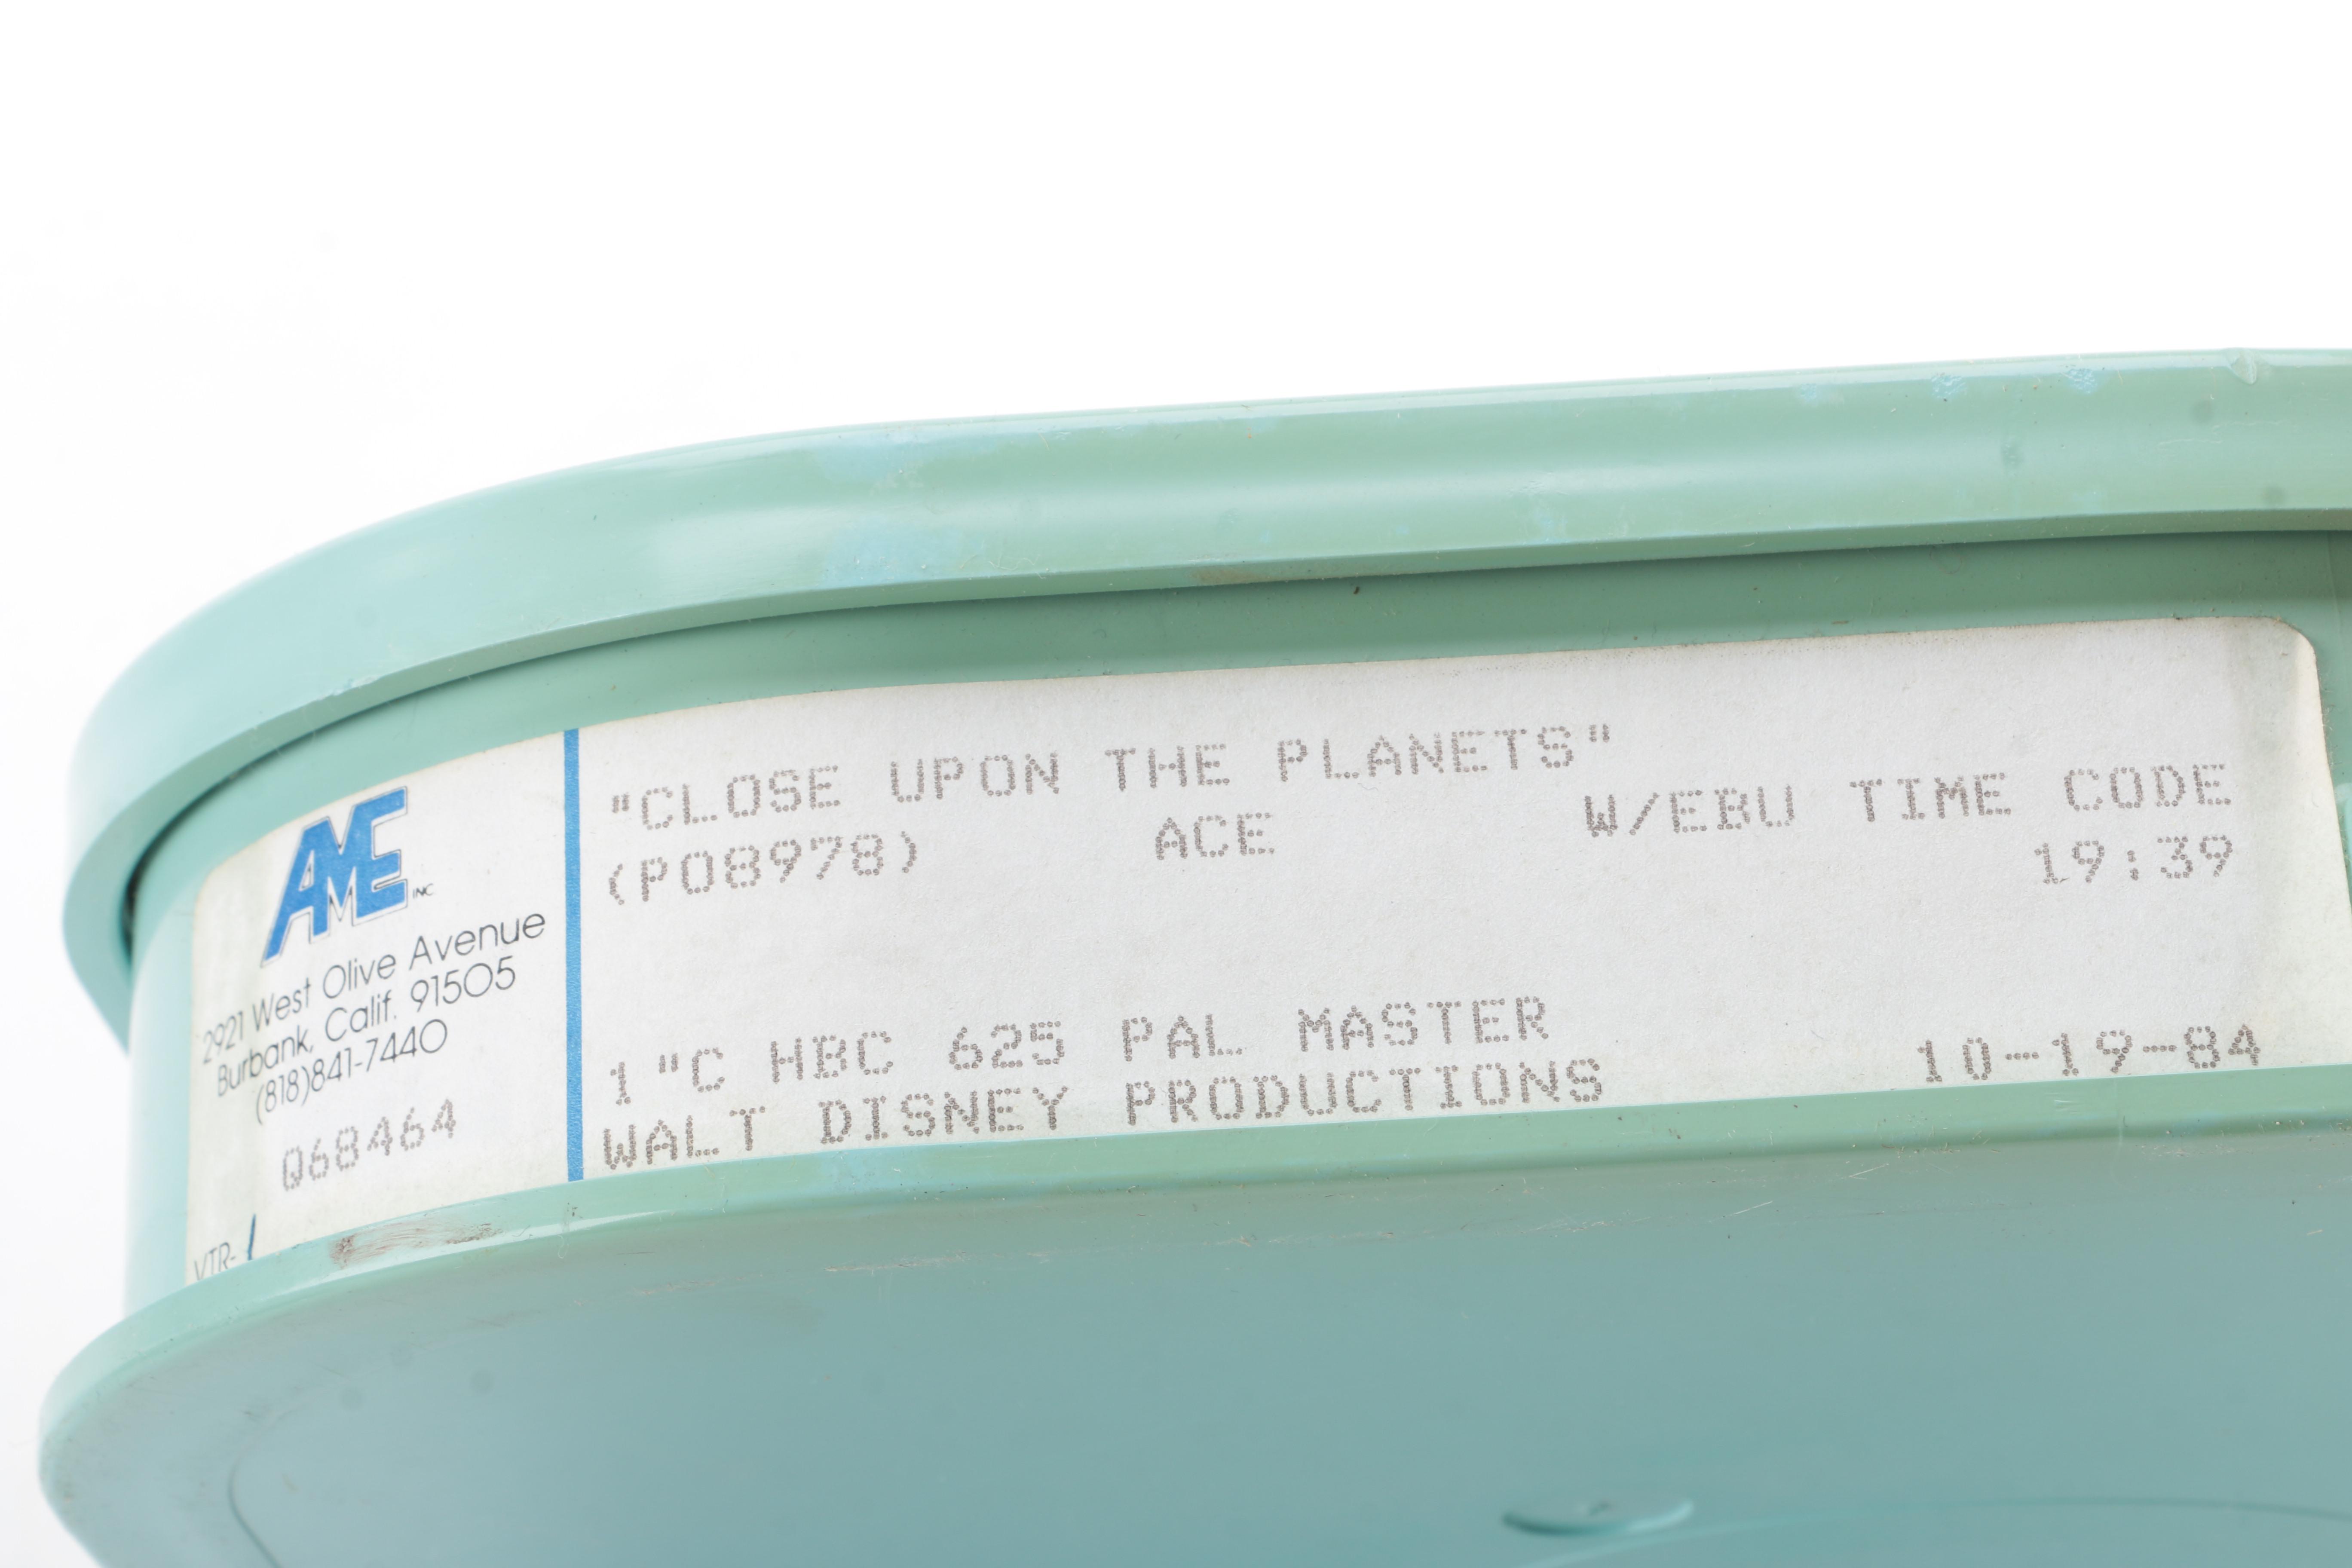 AME INC.
2921 West Olive Avenue
Burbank, Calif. 91505
(818)841-7440
Q68464
VTR- 1
"CLOSE UPON THE PLANETS"
(P08978) ACE W/EBU TIME CODE
19:39
1"C HBC 625 PAL MASTER
WALT DISNEY PRODUCTIONS 10-19-84